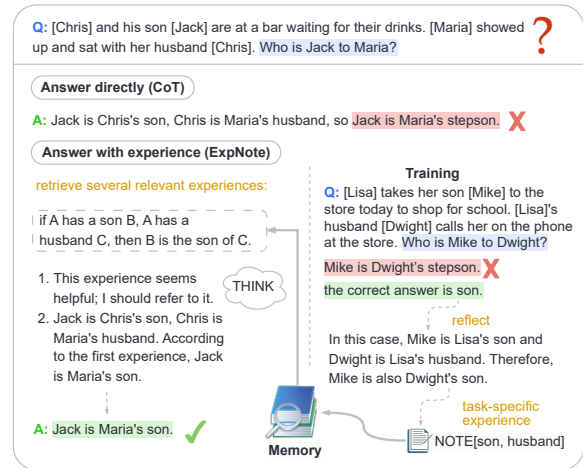 Q: [Chris] and his son [Jack] are at a bar waiting for their drinks. [Maria] showed
up and sat with her husband [Chris]. Who is Jack to Maria?
?
Answer directly (CoT)
A: Jack is Chris's son, Chris is Maria's husband, so Jack is Maria's stepson. X
Answer with experience (ExpNote)
retrieve several relevant experiences:
if A has a son B, A has a
husband C, then B is the son of C.
1. This experience seems
helpful; I should refer to it.
2. Jack is Chris's son, Chris is
Maria's husband. According
to the first experience, Jack
is Maria's son.
THINK
A: Jack is Maria's son.
Training
Q: [Lisa] takes her son [Mike] to the
store today to shop for school. [Lisa]'s
husband [Dwight] calls her on the phone
at the store. Who is Mike to Dwight?
Mike is Dwight's stepson. X
the correct answer is son.
reflect
In this case, Mike is Lisa's son and
Dwight is Lisa's husband. Therefore,
Mike is also Dwight's son.
task-specific
experience
NOTE[son, husband]
Memory